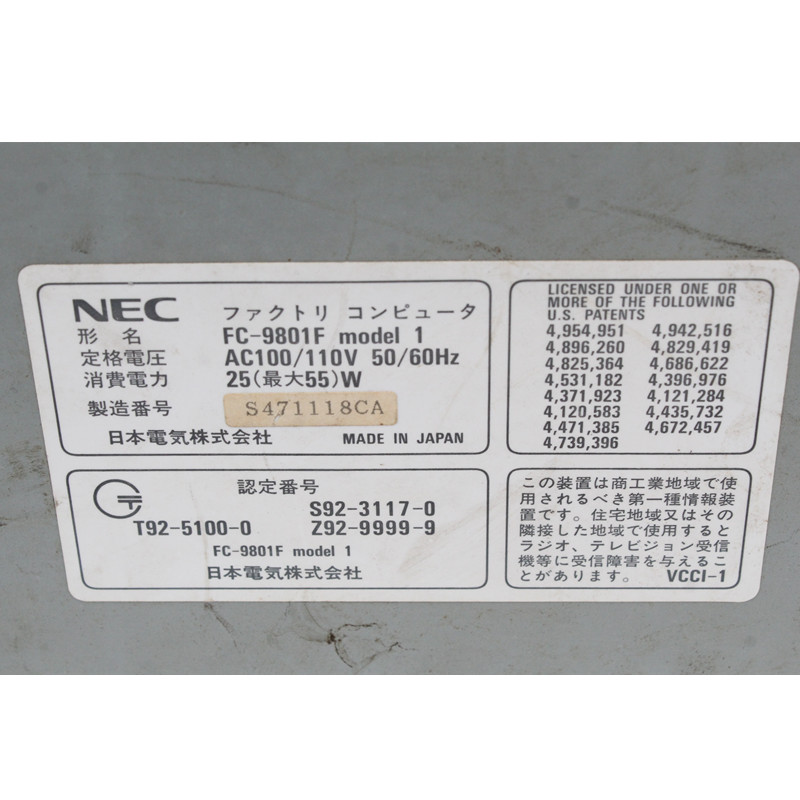 NEC ファクトリ コンピュータ
形 名 FC-9801F model 1
定格電圧 AC100/110V 50/60Hz
消費電力 25(最大55)W
製造番号 S471118CA
日本電気株式会社 MADE IN JAPAN
LICENSED UNDER ONE OR
MORE OF THE FOLLOWING
U.S. PATENTS
4,954,951 4,942,516
4,896,260 4,829,419
4,825,364 4,686,622
4,531,182 4,396,976
4,371,923 4,121,284
4,120,583 4,435,732
4,471,385 4,672,457
4,739,396
認定番号
S92-3117-0
T92-5100-0 Z92-9999-9
FC-9801F model 1
日本電気株式会社
この装置は商工業地域で使
用されるべき第一種情報装
置です。住宅地域又はその
隣接した地域で使用すると
ラジオ、テレビジョン受信
機等に受信障害を与えるこ
とがあります。 VCCI-1